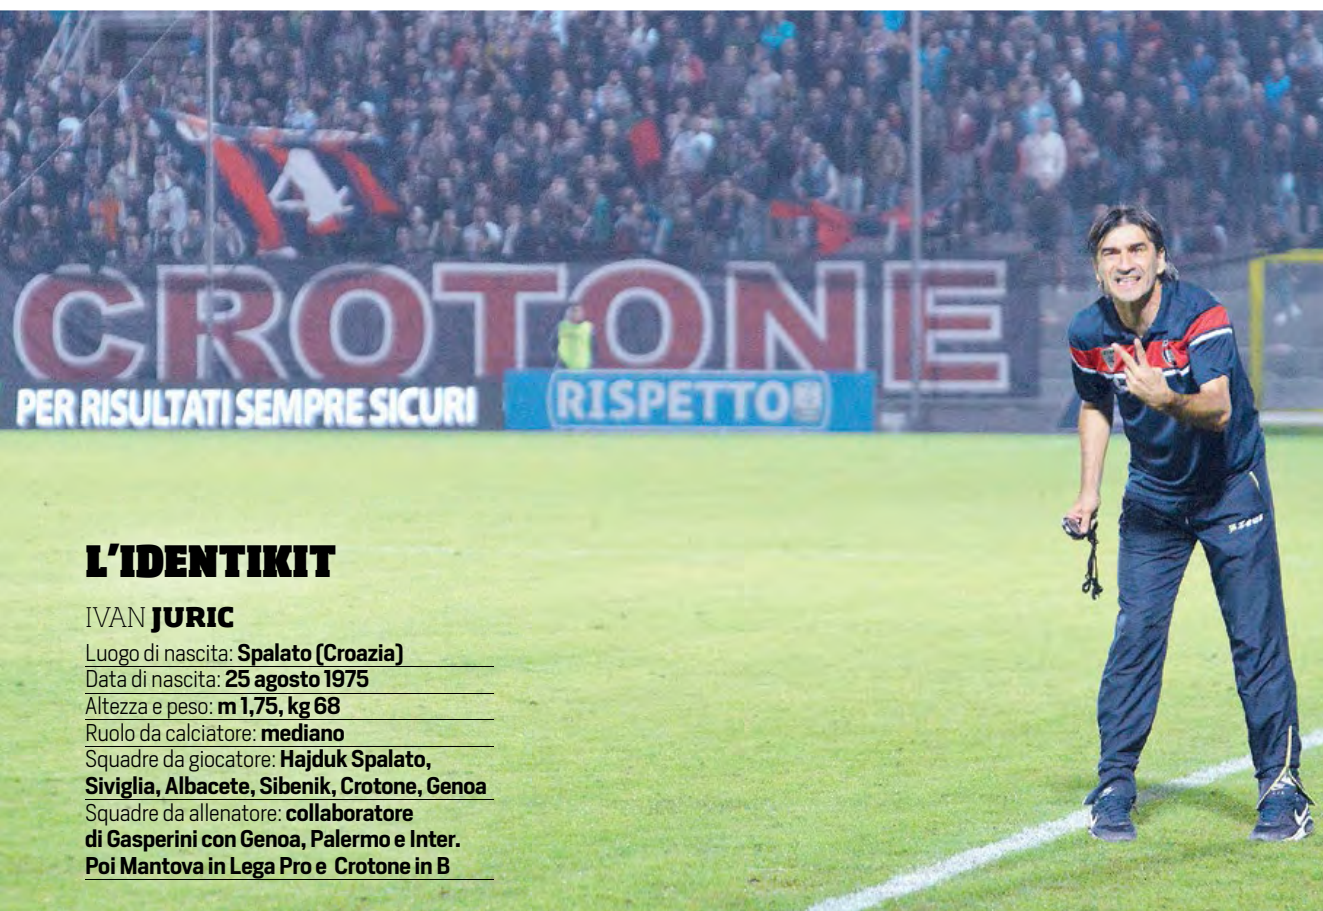 CROTONE
PER RISULTATI SEMPRE SICURI
RISPETTO
L'IDENTIKIT
IVAN JURIC
Luogo di nascita: Spalato (Croazia)
Data di nascita: 25 agosto 1975
Altezza e peso: m 1,75, kg 68
Ruolo da calciatore: mediano
Squadre da giocatore: Hajduk Spalato,
Siviglia, Albacete, Sibenik, Crotone, Genoa
Squadre da allenatore: collaboratore
di Gasperini con Genoa, Palermo e Inter.
Poi Mantova in Lega Pro e Crotone in B